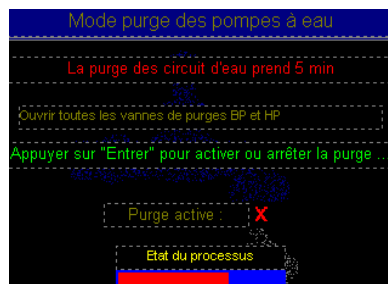 Mode purge des pompes à eau
La purge des circuit d'eau prend 5 min
Ouvrir toutes les vannes de purges BP et HP
Appuyer sur "Entrer" pour activer ou arrêter la purge ..
Purge active : X
Etat du processus